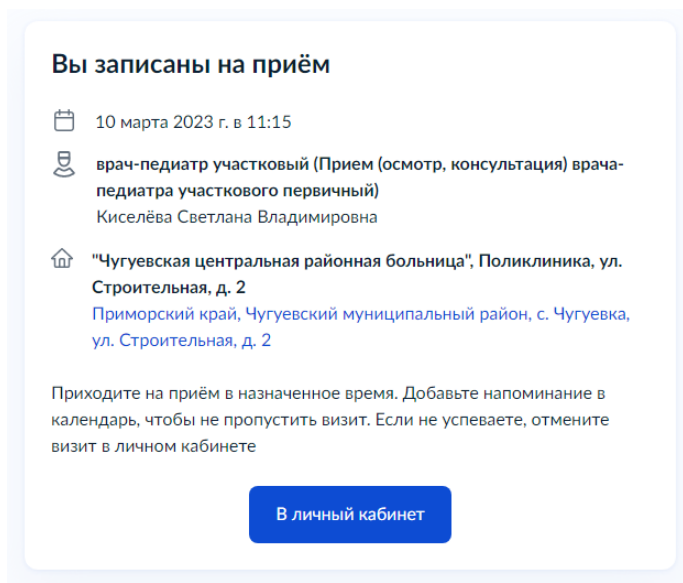 Вы записаны на приём
10 марта 2023 г. в 11:15
врач-педиатр участковый (Прием (осмотр, консультация) врача-
педиатра участкового первичный)
Киселёва Светлана Владимировна
"Чугуевская центральная районная больница", Поликлиника, ул.
Строительная, д. 2
Приморский край, Чугуевский муниципальный район, с. Чугуевка,
ул. Строительная, д. 2
Приходите на приём в назначенное время. Добавьте напоминание в
календарь, чтобы не пропустить визит. Если не успеваете, отмените
визит в личном кабинете
В личный кабинет